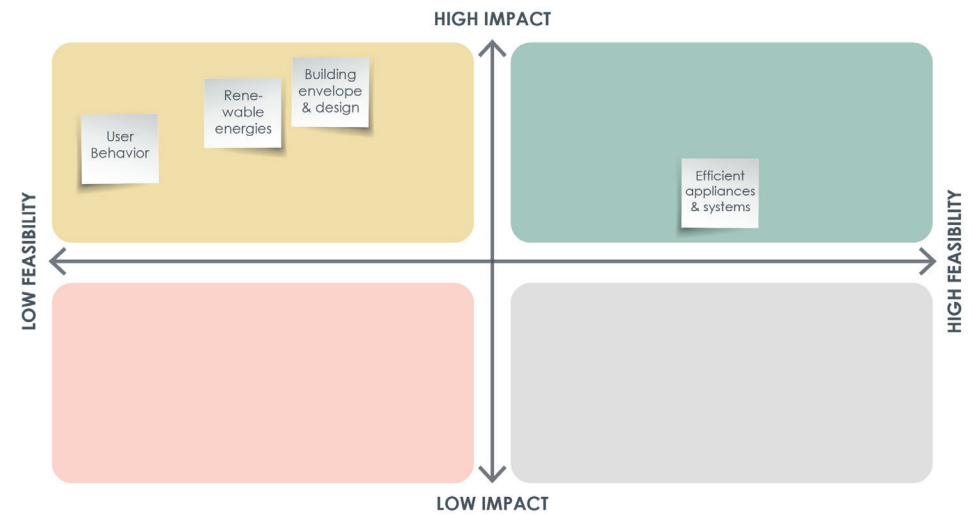 HIGH IMPACT
Building
envelope
& design
Rene-
wable
energies
User
Behavior
Efficient
appliances
& systems
LOW FEASIBILITY
HIGH FEASIBILITY
LOW IMPACT